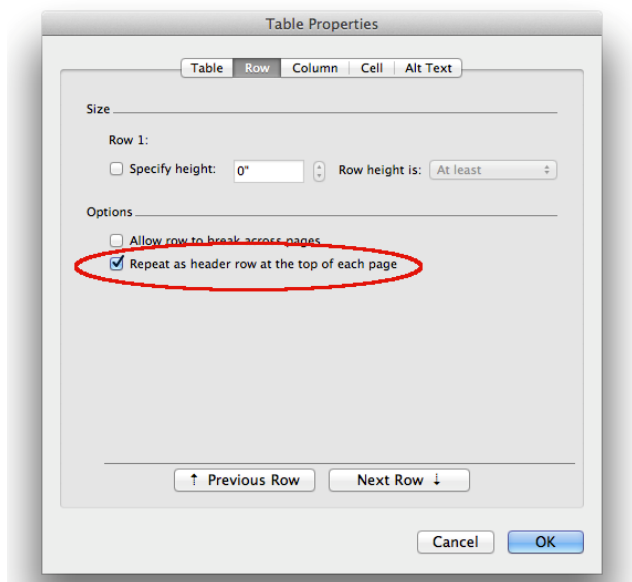 Table Properties
Table Row Column Cell Alt Text
Size
Row 1:
Specify height: 0" Row height is: At least
Options
Allow row to break across pages
Repeat as header row at the top of each page
↑ Previous Row Next Row ↓
Cancel OK